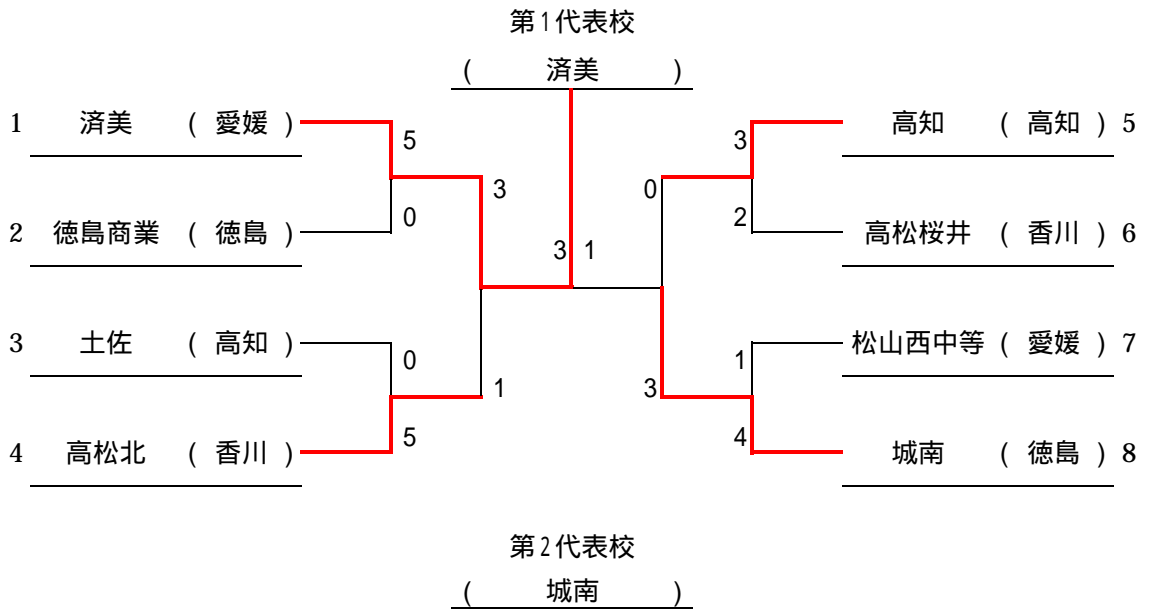 第1代表校
( 済美 )
1 済美 ( 愛媛 ) 5 3 高知 ( 高知 ) 5
3 0
2 徳島商業 ( 徳島 ) 0 2 高松桜井 ( 香川 ) 6
3 1
3 土佐 ( 高知 ) 0 1 松山西中等 ( 愛媛 ) 7
1 3
4 高松北 ( 香川 ) 5 4 城南 ( 徳島 ) 8
第2代表校
( 城南 )